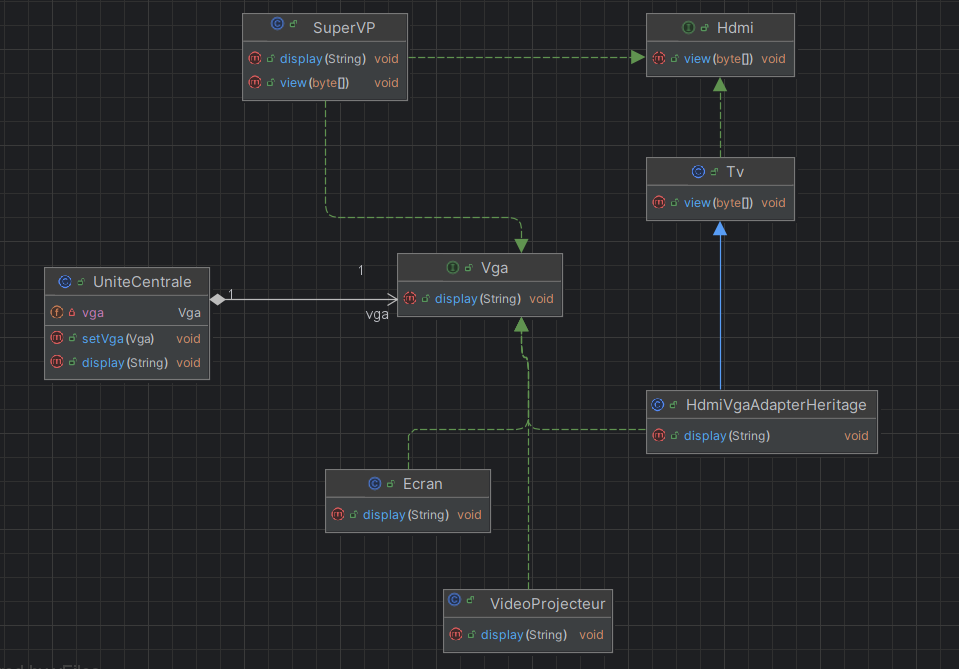 SuperVP
display(String) void
view(byte[]) void
Hdmi
view(byte[]) void
Tv
view(byte[]) void
Vga
display(String) void
UniteCentrale
vga Vga
setVga(Vga) void
display(String) void
1
1
vga
HdmiVgaAdapterHeritage
display(String) void
Ecran
display(String) void
VideoProjecteur
display(String) void